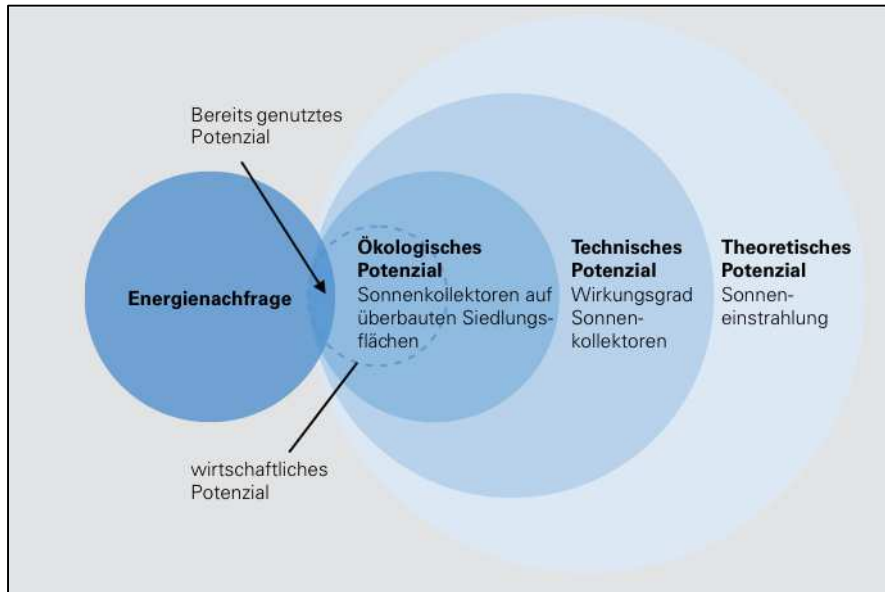 Bereits genutztes
Potenzial
Energienachfrage
Ökologisches
Potenzial
Sonnenkollektoren auf
überbauten Siedlungs-
flächen
Technisches
Potenzial
Wirkungsgrad
Sonnen-
kollektoren
Theoretisches
Potenzial
Sonnen-
einstrahlung
wirtschaftliches
Potenzial